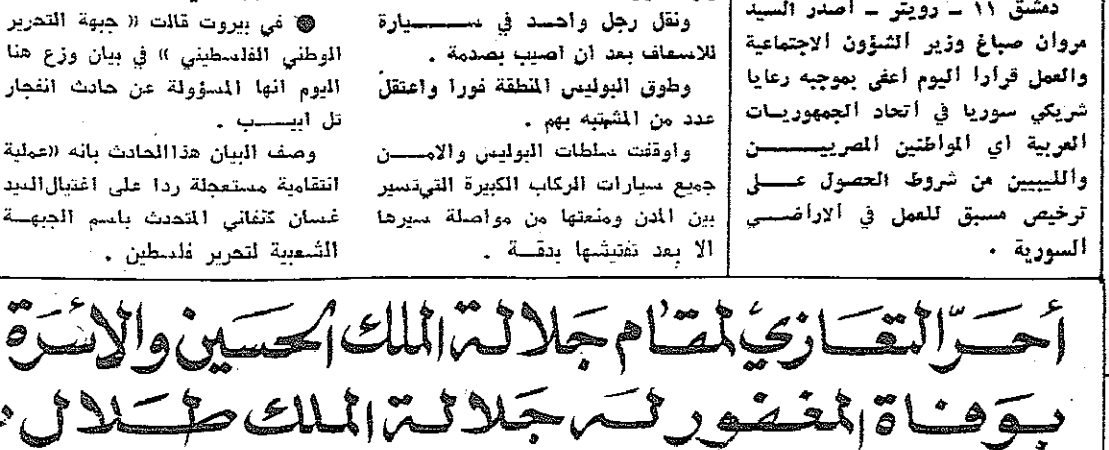 دمشق ١١ ــ رويتر ــ اصدر السيد
مروان صباغ وزير الشؤون الاجتماعية
والعمل قرارا اليوم اعفى بموجبه رعايا
شريكي سوريا في اتحاد الجمهوريات
العربية اي المواطنين المصريين
والليبيين من شروط الحصول على
ترخيص مسبق للعمل في الاراضي
السورية .
ونقل رجل واحد في سيارة
للاسعاف بعد ان اصيب بصدمة .
وطوق البوليس المنطقة فورا واعتقل
عدد من المشتبه بهم .
واوقفت سلطات البوليس والامن
جميع سيارات الركاب الكبيرة التي تسير
بين المدن ومنعتها من مواصلة سيرها
الا بعد تفتيشها بدقة .
● في بيروت قالت « جبهة التحرير
الوطني الفلسطيني » في بيان وزع هنا
اليوم انها المسؤولة عن حادث انفجار
تل ابيب .
وصف البيان هذا الحادث بانه «عملية
انتقامية مستعجلة ردا على اغتيال السيد
غسان كنفاني المتحدث باسم الجبهة
الشعبية لتحرير فلسطين .
أحر التعازي لمقام جلالة الملك الحسين والاسرة
بوفاة المغفور له جلالة الملك طلال